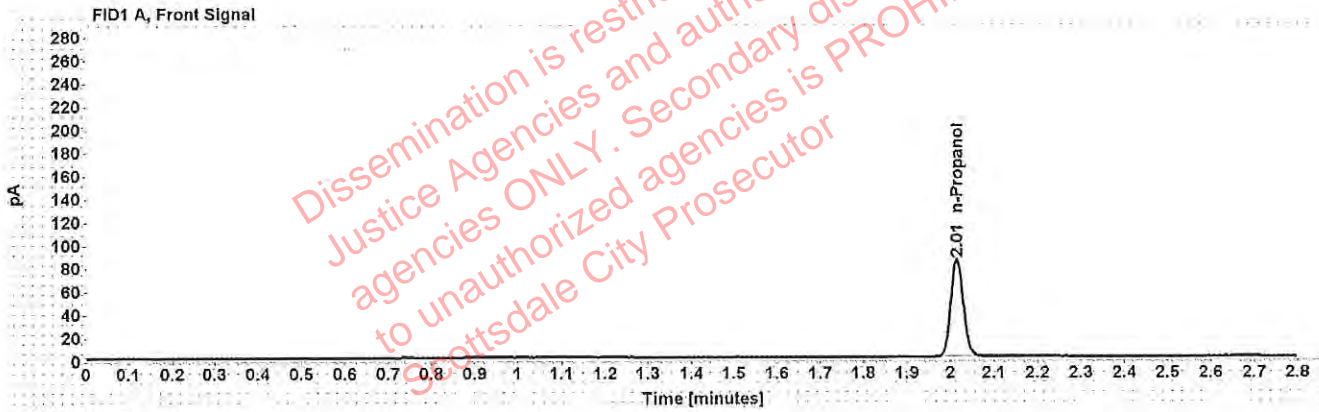 FID1 A, Front Signal
280
260
240
220
200
180
160
140
120
100
80
60
40
20
0
pA
0 0.1 0.2 0.3 0.4 0.5 0.6 0.7 0.8 0.9 1 1.1 1.2 1.3 1.4 1.5 1.6 1.7 1.8 1.9 2 2.1 2.2 2.3 2.4 2.5 2.6 2.7 2.8
Time [minutes]
2.01 n-Propanol
Dissemination is
Justice Agencies and
agencies ONLY. Secondary
to unauthorized agencies is
Scottsdale City Prosecutor